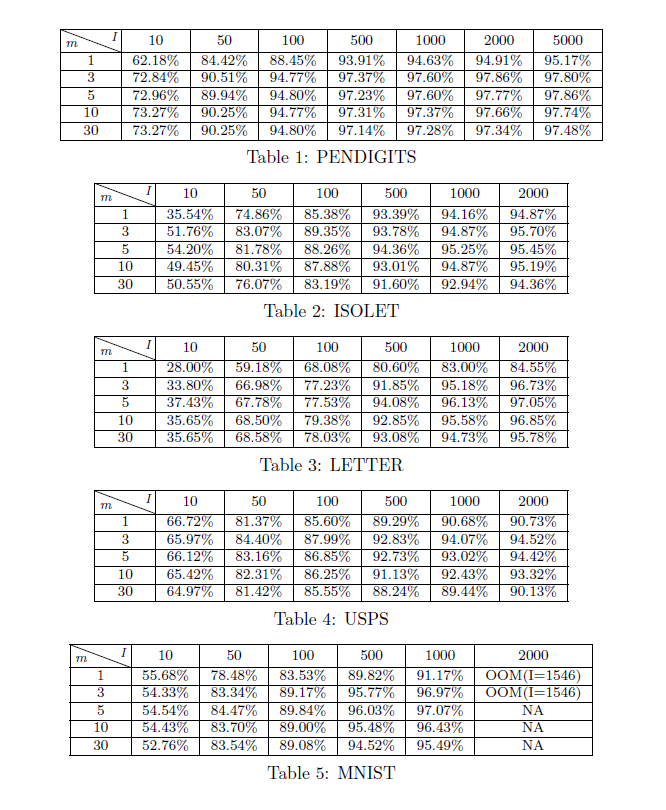 m I 10 50 100 500 1000 2000 5000
1 62.18% 84.42% 88.45% 93.91% 94.63% 94.91% 95.17%
3 72.84% 90.51% 94.77% 97.37% 97.60% 97.86% 97.80%
5 72.96% 89.94% 94.80% 97.23% 97.60% 97.77% 97.86%
10 73.27% 90.25% 94.77% 97.31% 97.37% 97.66% 97.74%
30 73.27% 90.25% 94.80% 97.14% 97.28% 97.34% 97.48%
Table 1: PENDIGITS
m I 10 50 100 500 1000 2000
1 35.54% 74.86% 85.38% 93.39% 94.16% 94.87%
3 51.76% 83.07% 89.35% 93.78% 94.87% 95.70%
5 54.20% 81.78% 88.26% 94.36% 95.25% 95.45%
10 49.45% 80.31% 87.88% 93.01% 94.87% 95.19%
30 50.55% 76.07% 83.19% 91.60% 92.94% 94.36%
Table 2: ISOLET
m I 10 50 100 500 1000 2000
1 28.00% 59.18% 68.08% 80.60% 83.00% 84.55%
3 33.80% 66.98% 77.23% 91.85% 95.18% 96.73%
5 37.43% 67.78% 77.53% 94.08% 96.13% 97.05%
10 35.65% 68.50% 79.38% 92.85% 95.58% 96.85%
30 35.65% 68.58% 78.03% 93.08% 94.73% 95.78%
Table 3: LETTER
m I 10 50 100 500 1000 2000
1 66.72% 81.37% 85.60% 89.29% 90.68% 90.73%
3 65.97% 84.40% 87.99% 92.83% 94.07% 94.52%
5 66.12% 83.16% 86.85% 92.73% 93.02% 94.42%
10 65.42% 82.31% 86.25% 91.13% 92.43% 93.32%
30 64.97% 81.42% 85.55% 88.24% 89.44% 90.13%
Table 4: USPS
m I 10 50 100 500 1000 2000
1 55.68% 78.48% 83.53% 89.82% 91.17% OOM(I=1546)
3 54.33% 83.34% 89.17% 95.77% 96.97% OOM(I=1546)
5 54.54% 84.47% 89.84% 96.03% 97.07% NA
10 54.43% 83.70% 89.00% 95.48% 96.43% NA
30 52.76% 83.54% 89.08% 94.52% 95.49% NA
Table 5: MNIST